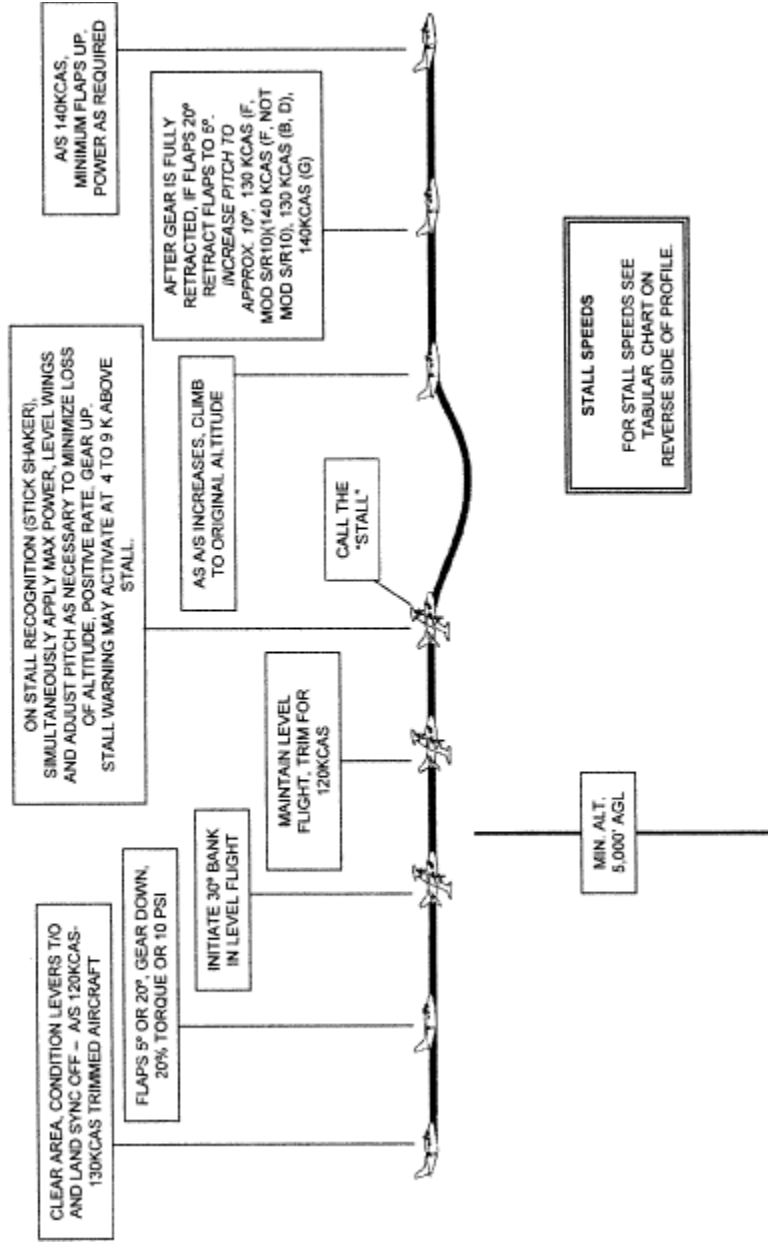 CLEAR AREA, CONDITION LEVERS T/O
AND LAND SYNC OFF – A/S 120KCAS-
130KCAS TRIMMED AIRCRAFT
FLAPS 5º OR 20º, GEAR DOWN,
20% TORQUE OR 10 PSI
INITIATE 30º BANK
IN LEVEL FLIGHT
MAINTAIN LEVEL
FLIGHT, TRIM FOR
120KCAS
ON STALL RECOGNITION (STICK SHAKER),
SIMULTANEOUSLY APPLY MAX POWER, LEVEL WINGS
AND ADJUST PITCH AS NECESSARY TO MINIMIZE LOSS
OF ALTITUDE, POSITIVE RATE, GEAR UP.
STALL WARNING MAY ACTIVATE AT 4 TO 9 K ABOVE
STALL.
CALL THE
"STALL"
AS A/S INCREASES, CLIMB
TO ORIGINAL ALTITUDE
AFTER GEAR IS FULLY
RETRACTED, IF FLAPS 20º
RETRACT FLAPS TO 5º.
INCREASE PITCH TO
APPROX. 10º, 130 KCAS (F,
MOD S/R10)(140 KCAS (F, NOT
MOD S/R10), 130 KCAS (B, D),
140KCAS (G)
A/S 140KCAS,
MINIMUM FLAPS UP.
POWER AS REQUIRED
MIN. ALT.
5,000' AGL
STALL SPEEDS
FOR STALL SPEEDS SEE
TABULAR CHART ON
REVERSE SIDE OF PROFILE.